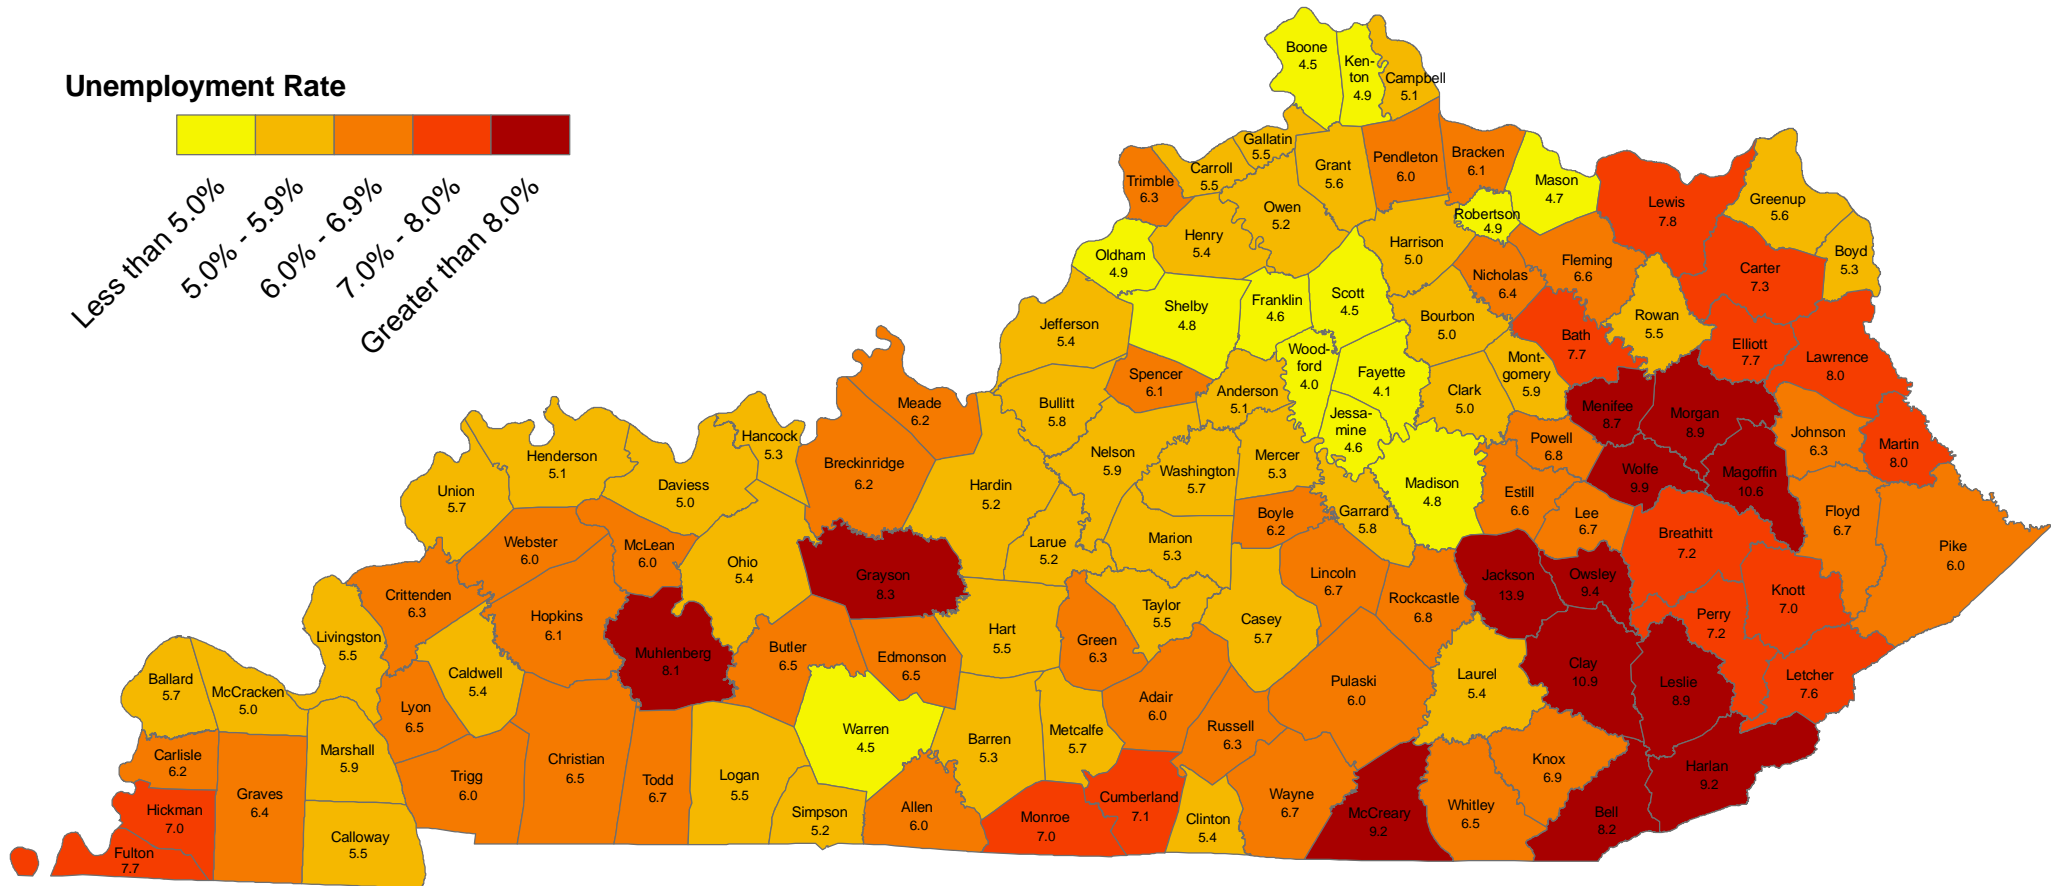 Unemployment Rate
Less than 5.0%
5.0% - 5.9%
6.0% - 6.9%
7.0% - 8.0%
Greater than 8.0%
Boone
4.5
Ken-
ton
4.9
Campbell
5.1
Gallatin
5.5
Carroll
5.5
Trimble
6.3
Grant
5.6
Pendleton
6.0
Bracken
6.1
Mason
4.7
Robertson
4.9
Lewis
7.8
Greenup
5.6
Boyd
5.3
Carter
7.3
Owen
5.2
Henry
5.4
Oldham
4.9
Harrison
5.0
Nicholas
6.4
Fleming
6.6
Rowan
5.5
Elliott
7.7
Lawrence
8.0
Jefferson
5.4
Shelby
4.8
Franklin
4.6
Scott
4.5
Bourbon
5.0
Bath
7.7
Wood-
ford
4.0
Fayette
4.1
Mont-
gomery
5.9
Clark
5.0
Spencer
6.1
Anderson
5.1
Bullitt
5.8
Jessa-
mine
4.6
Menifee
8.7
Morgan
8.9
Johnson
6.3
Martin
8.0
Meade
6.2
Hancock
5.3
Breckinridge
6.2
Henderson
5.1
Daviess
5.0
Union
5.7
Hardin
5.2
Nelson
5.9
Washington
5.7
Mercer
5.3
Madison
4.8
Powell
6.8
Wolfe
9.9
Magoffin
10.6
Estill
6.6
Lee
6.7
Garrard
5.8
Boyle
6.2
Floyd
6.7
Pike
6.0
Breathitt
7.2
Webster
6.0
McLean
6.0
Ohio
5.4
Grayson
8.3
Larue
5.2
Marion
5.3
Lincoln
6.7
Rockcastle
6.8
Jackson
13.9
Owsley
9.4
Knott
7.0
Perry
7.2
Crittenden
6.3
Hopkins
6.1
Livingston
5.5
Caldwell
5.4
Muhlenberg
8.1
Butler
6.5
Edmonson
6.5
Hart
5.5
Green
6.3
Taylor
5.5
Casey
5.7
Pulaski
6.0
Laurel
5.4
Clay
10.9
Leslie
8.9
Letcher
7.6
Ballard
5.7
McCracken
5.0
Lyon
6.5
Marshall
5.9
Carlisle
6.2
Hickman
7.0
Graves
6.4
Fulton
7.7
Calloway
5.5
Trigg
6.0
Christian
6.5
Todd
6.7
Logan
5.5
Warren
4.5
Simpson
5.2
Allen
6.0
Barren
5.3
Metcalfe
5.7
Adair
6.0
Russell
6.3
Monroe
7.0
Cumberland
7.1
Clinton
5.4
Wayne
6.7
McCreary
9.2
Whitley
6.5
Knox
6.9
Bell
8.2
Harlan
9.2